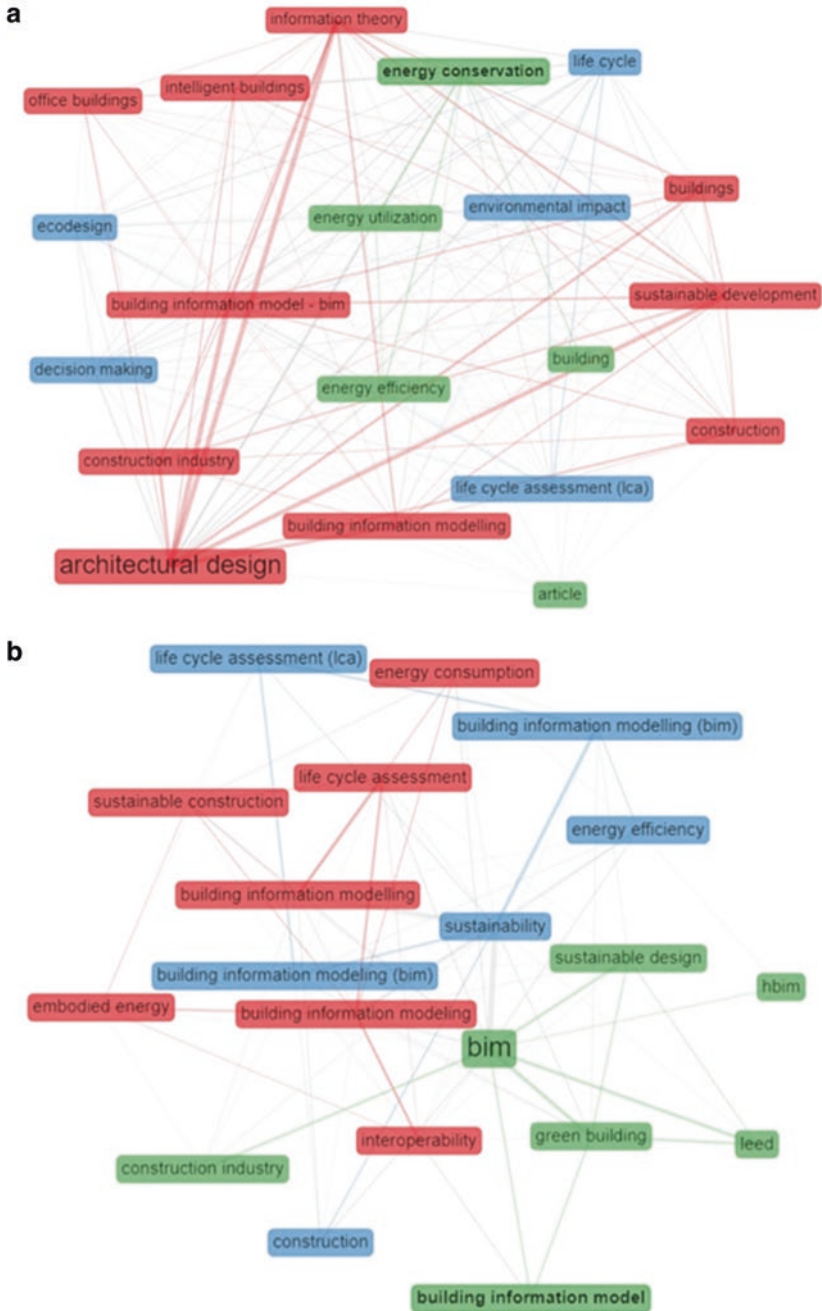 a
information theory
energy conservation
life cycle
office buildings
intelligent buildings
buildings
ecodesign
energy utilization
environmental impact
building information model - bim
sustainable development
decision making
energy efficiency
building
construction industry
construction
life cycle assessment (lca)
building information modelling
architectural design
article
b
life cycle assessment (lca)
energy consumption
building information modelling (bim)
life cycle assessment
sustainable construction
energy efficiency
building information modelling
sustainability
building information modeling (bim)
sustainable design
hbim
embodied energy
building information modeling
bim
interoperability
green building
leed
construction industry
construction
building information model